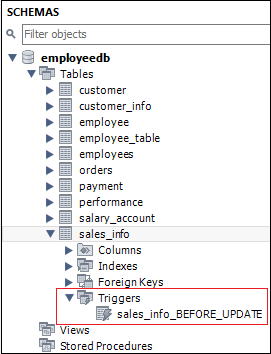 SCHEMAS
Filter objects
employeedb
Tables
customer
customer_info
employee
employee_table
employees
orders
payment
performance
salary_account
sales_info
Columns
Indexes
Foreign Keys
Triggers
sales_info_BEFORE_UPDATE
Views
Stored Procedures